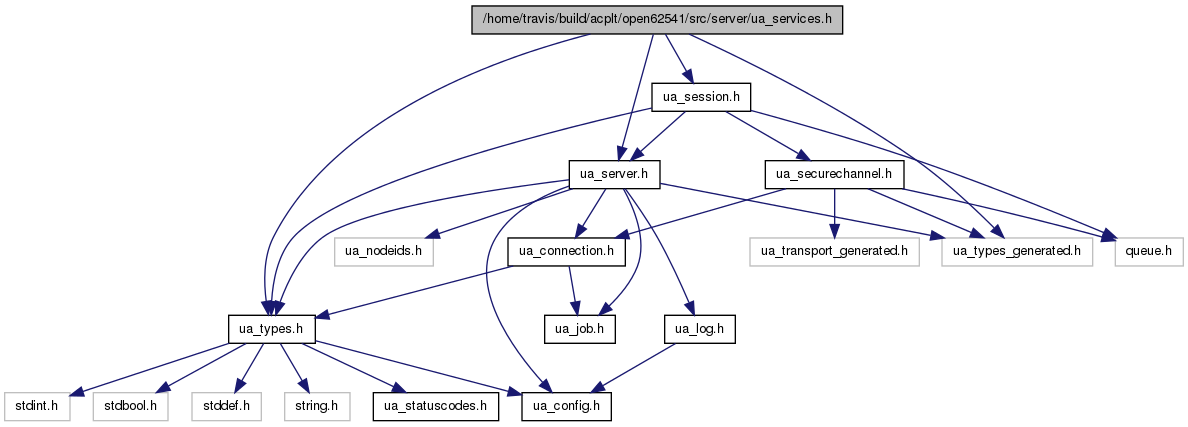 /home/travis/build/acplt/open62541/src/server/ua_services.h
ua_session.h
ua_server.h
ua_securechannel.h
ua_nodeids.h
ua_connection.h
ua_transport_generated.h
ua_types_generated.h
queue.h
ua_types.h
ua_job.h
ua_log.h
stdint.h
stdbool.h
stddef.h
string.h
ua_statuscodes.h
ua_config.h